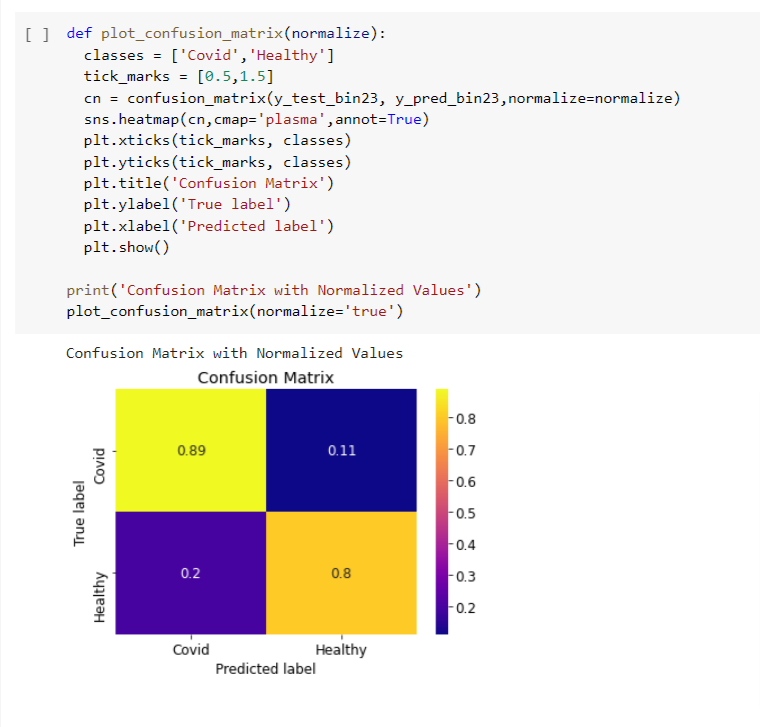 [ ] def plot_confusion_matrix(normalize):
classes = ['Covid','Healthy']
tick_marks = [0.5,1.5]
cn = confusion_matrix(y_test_bin23, y_pred_bin23,normalize=normalize)
sns.heatmap(cn,cmap='plasma',annot=True)
plt.xticks(tick_marks, classes)
plt.yticks(tick_marks, classes)
plt.title('Confusion Matrix')
plt.ylabel('True label')
plt.xlabel('Predicted label')
plt.show()
print('Confusion Matrix with Normalized Values')
plot_confusion_matrix(normalize='true')
Confusion Matrix with Normalized Values
Confusion Matrix
True label
Covid
Healthy
0.89
0.11
0.2
0.8
Covid
Healthy
Predicted label
0.8
0.7
0.6
0.5
0.4
0.3
0.2